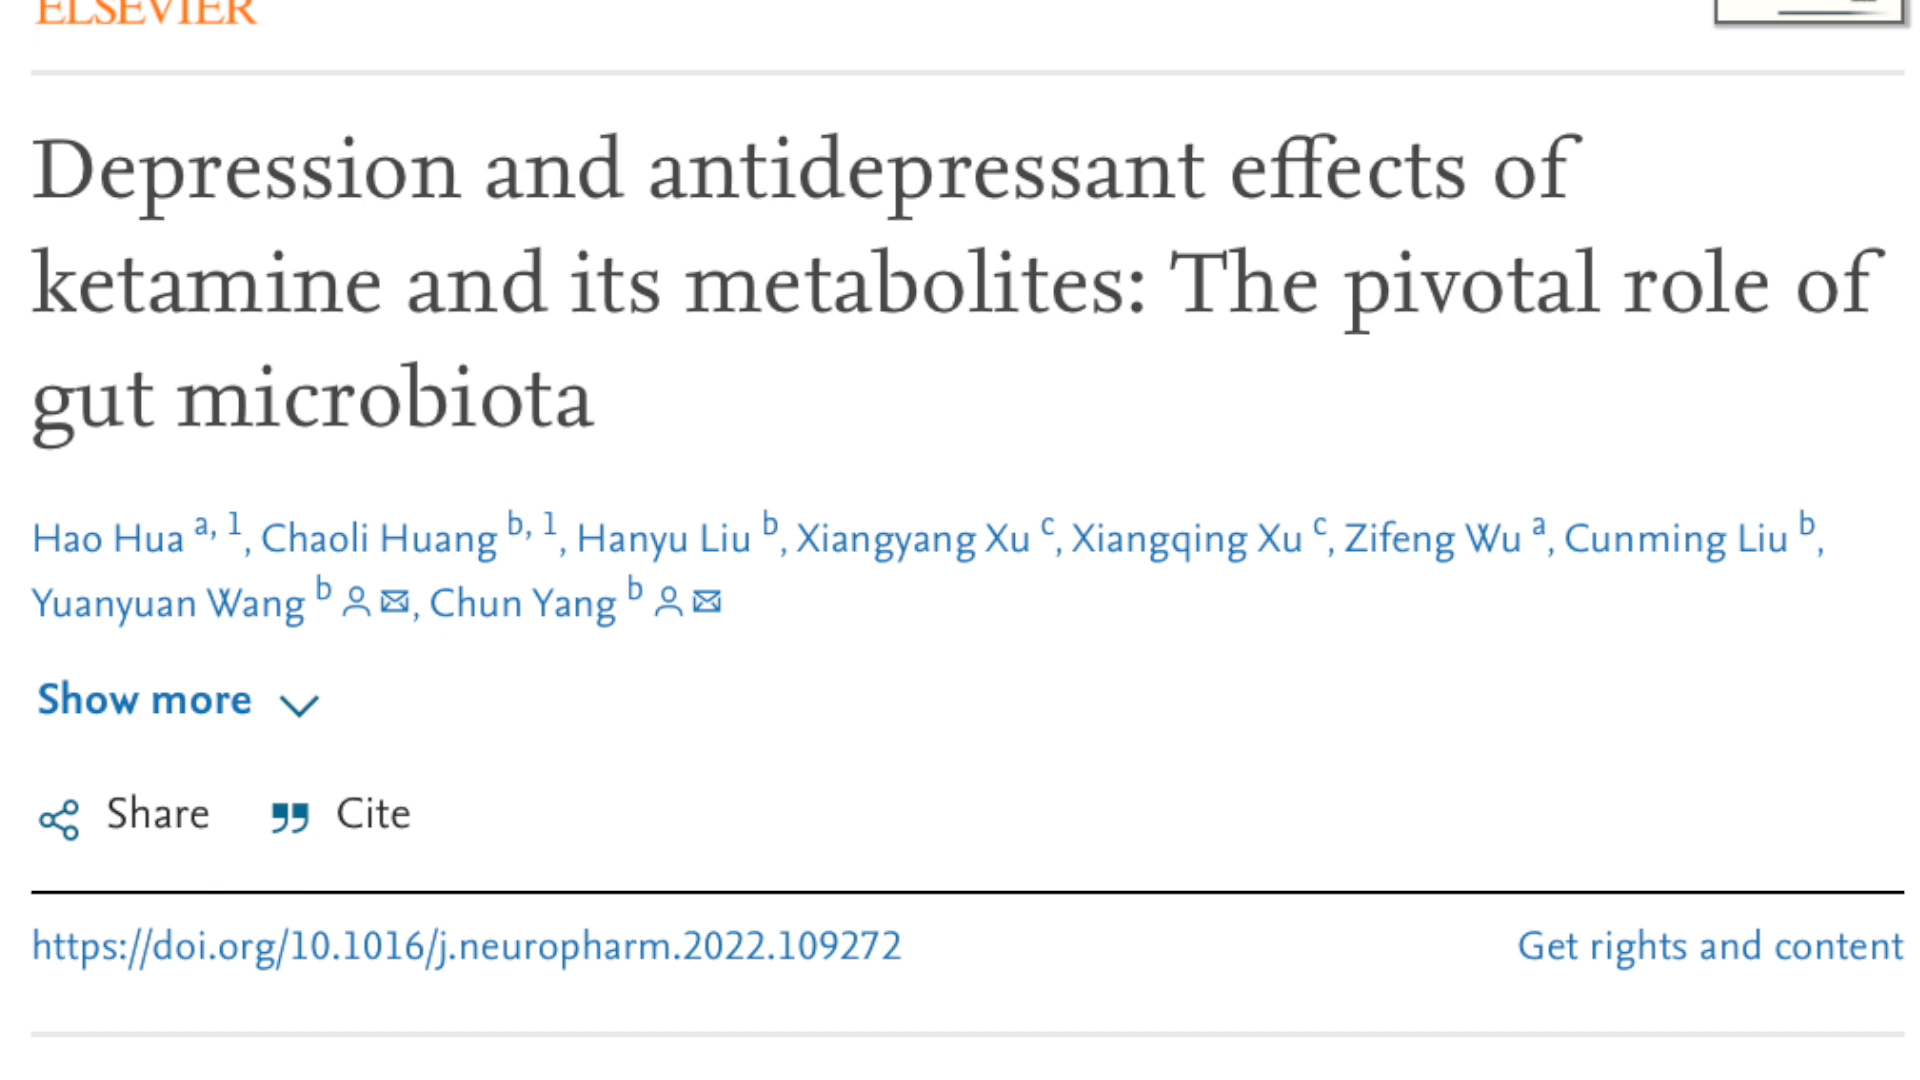 ELSEVIER
Depression and antidepressant effects of
ketamine and its metabolites: The pivotal role of
gut microbiota
Hao Hua a, 1, Chaoli Huang b, 1, Hanyu Liu b, Xiangyang Xu c, Xiangqing Xu c, Zifeng Wu a, Cunming Liu b,
Yuanyuan Wang b, Chun Yang b
Show more
Share Cite
https://doi.org/10.1016/j.neuropharm.2022.109272 Get rights and content